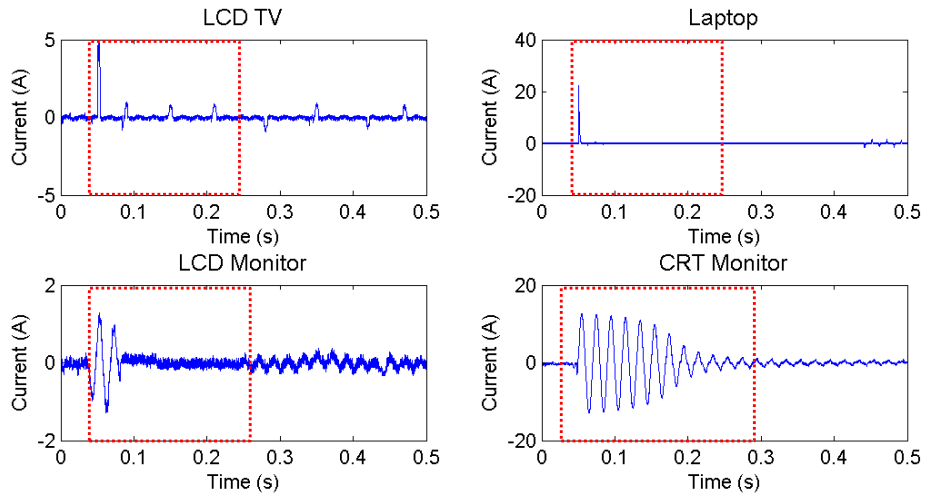 LCD TV
Laptop
5
0
-5
Current (A)
0 0.1 0.2 0.3 0.4 0.5
Time (s)
40
20
0
-20
Current (A)
0 0.1 0.2 0.3 0.4 0.5
Time (s)
LCD Monitor
CRT Monitor
2
0
-2
Current (A)
0 0.1 0.2 0.3 0.4 0.5
Time (s)
20
0
-20
Current (A)
0 0.1 0.2 0.3 0.4 0.5
Time (s)